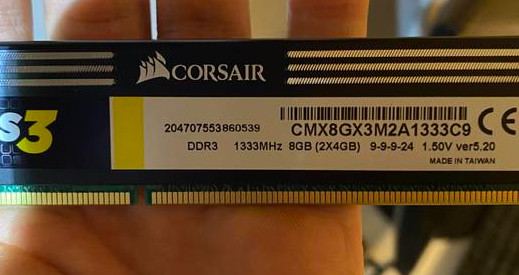 CORSAIR
S3
204707553860539 CMX8GX3M2A1333C9 CE
DDR3 1333MHz 8GB (2X4GB) 9-9-9-24 1.50V ver5.20
MADE IN TAIWAN